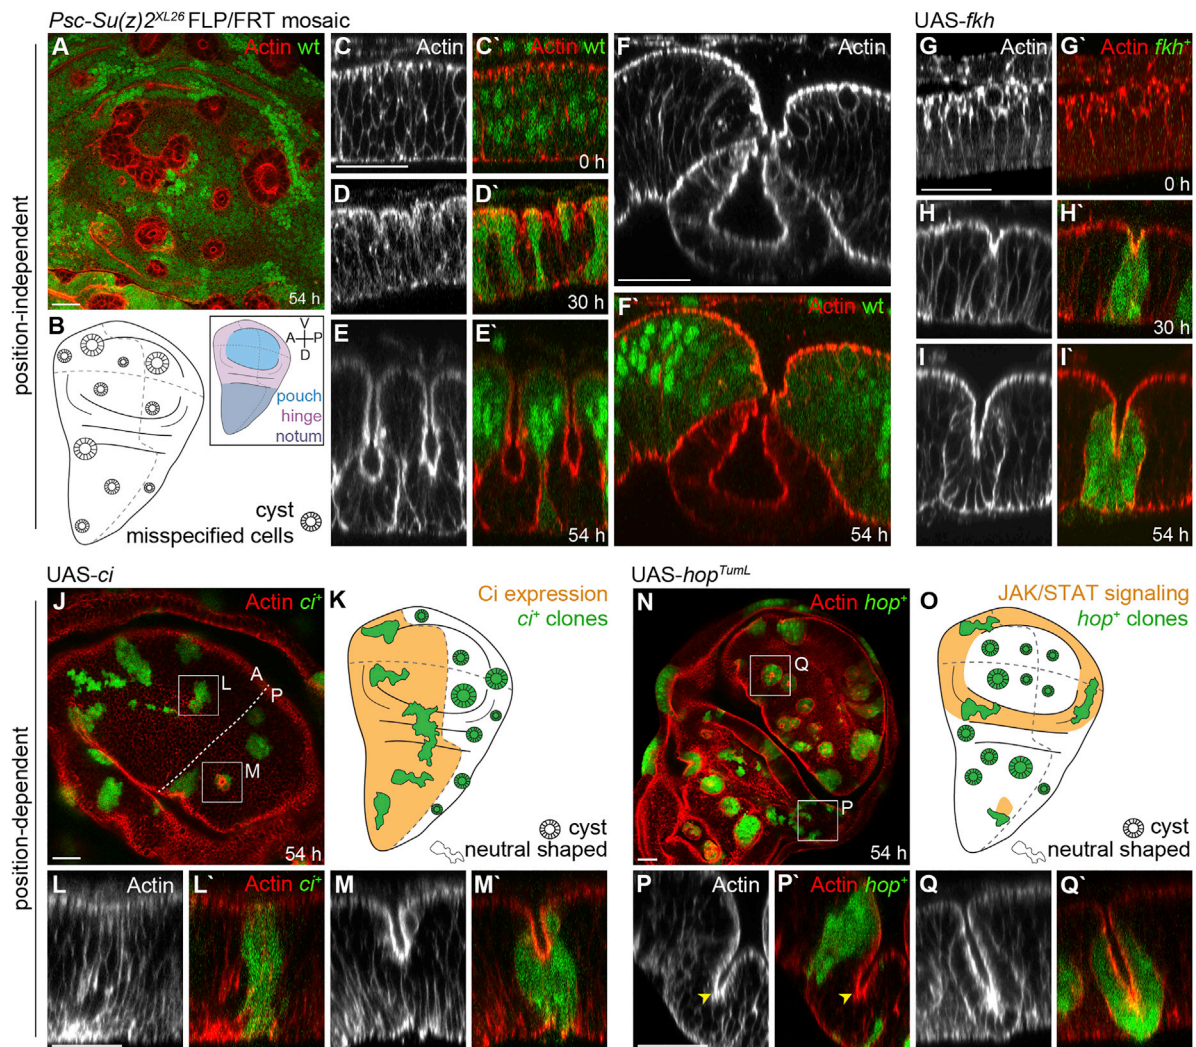 Psc-Su(z)2XL26 FLP/FRT mosaic
UAS-fkh
position-independent
A
Actin wt
54 h
B
V
A P
D
pouch
hinge
notum
cyst
misspecified cells
C
Actin
C` Actin wt
0 h
D
D`
30 h
E
E`
54 h
F
Actin
F`
Actin wt
54 h
G
Actin
G` Actin fkh+
0 h
H
H`
30 h
I
I`
54 h
UAS-ci
UAS-hopTumL
position-dependent
J
Actin ci+
L
A
P
M
54 h
K
Ci expression
ci+ clones
cyst
neutral shaped
L
Actin
L` Actin ci+
M
M`
N
Actin hop+
Q
P
54 h
O
JAK/STAT signaling
hop+ clones
cyst
neutral shaped
P
Actin
P` Actin hop+
Q
Q`